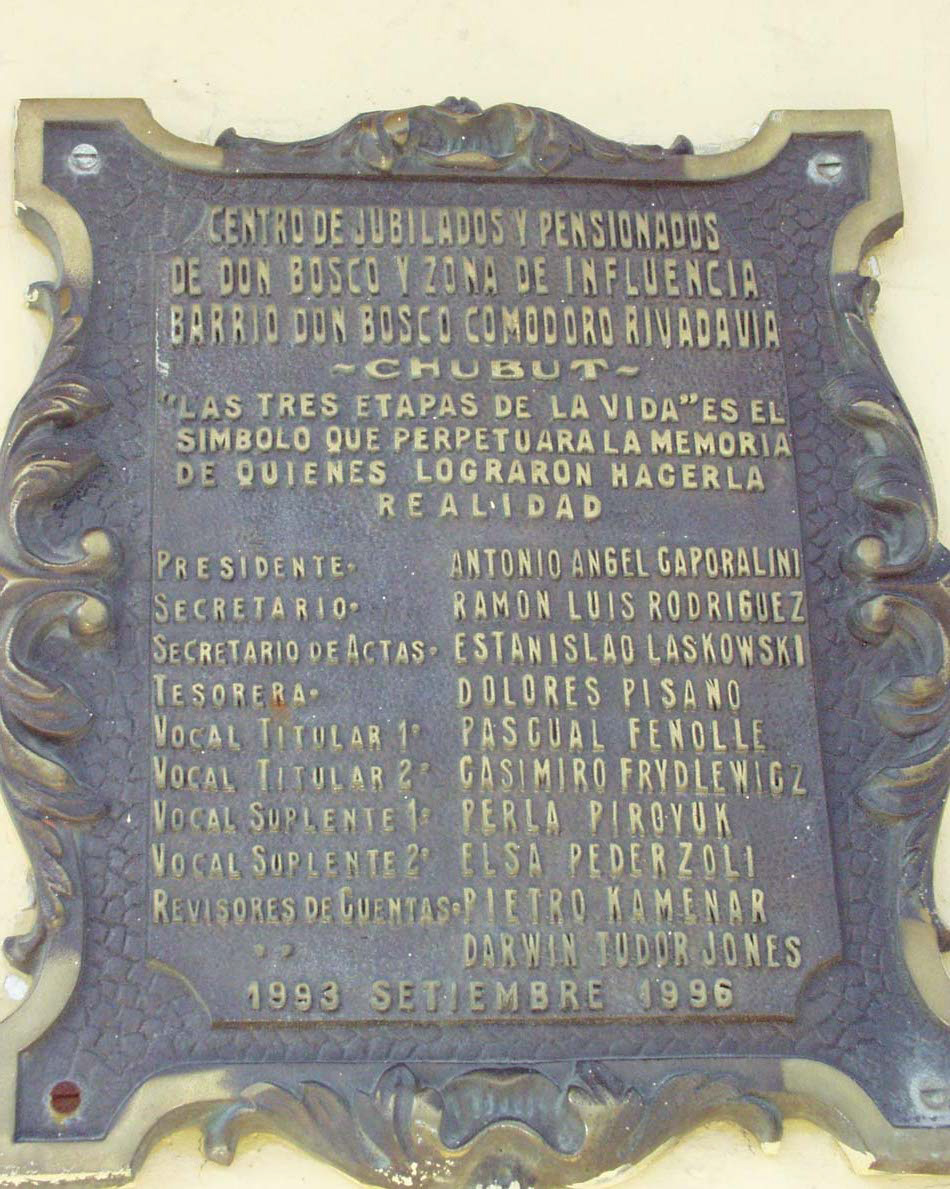 CENTRO DE JUBILADOS Y PENSIONADOS
DE DON BOSCO Y ZONA DE INFLUENCIA
BARRIO DON BOSCO COMODORO RIVADAVIA
~CHUBUT~
"LAS TRES ETAPAS DE LA VIDA" ES EL
SIMBOLO QUE PERPETUARA LA MEMORIA
DE QUIENES LOGRARON HACERLA
REALIDAD
PRESIDENTE· ANTONIO ANGEL CAPORALINI
SECRETARIO· RAMON LUIS RODRIGUEZ
SECRETARIO DE ACTAS· ESTANISLAO LASKOWSKI
TESORERA· DOLORES PISANO
VOCAL TITULAR 1° PASCUAL FENOLLE
VOCAL TITULAR 2° CASIMIRO FRYDLEWICZ
VOCAL SUPLENTE 1° PERLA PIROYUK
VOCAL SUPLENTE 2° ELSA PEDERZOLI
REVISORES DE CUENTAS· PIETRO KAMENAR
" DARWIN TUDOR JONES
1993 SETIEMBRE 1996